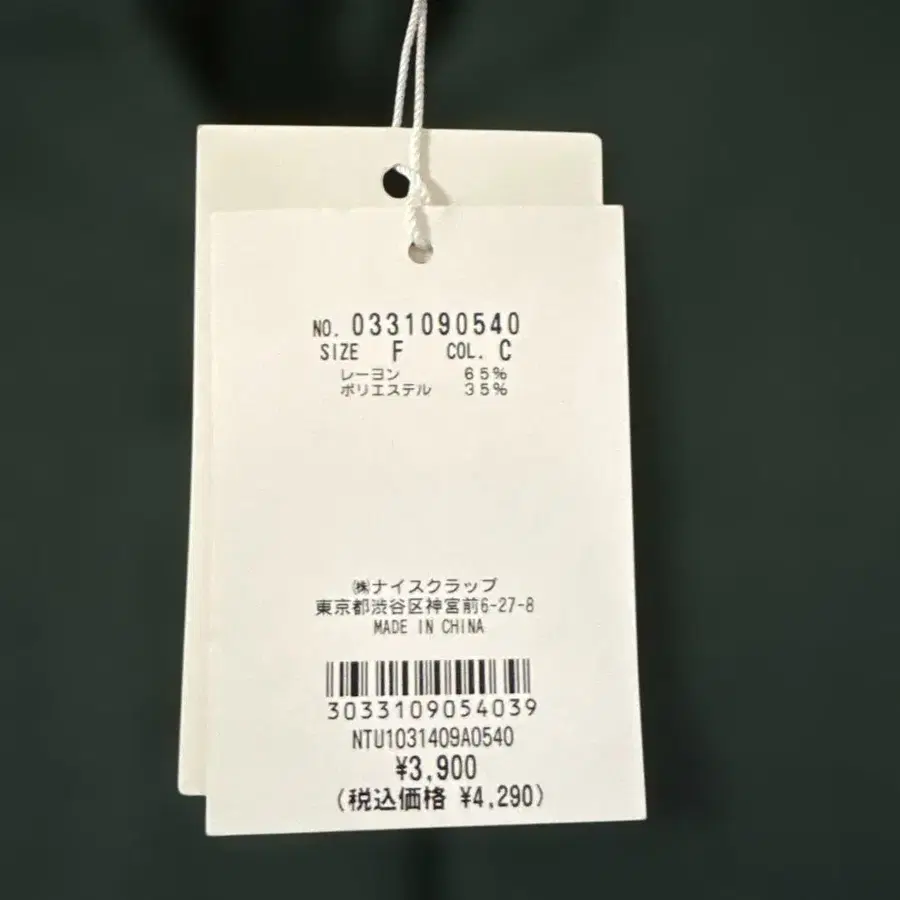 NO. 0331090540
SIZE F COL. C
レーヨン 65%
ポリエステル 35%
㈱ナイスクラップ
東京都渋谷区神宮前6-27-8
MADE IN CHINA
3033109054039
NTU1031409A0540
¥3,900
(税込価格 ¥4,290)